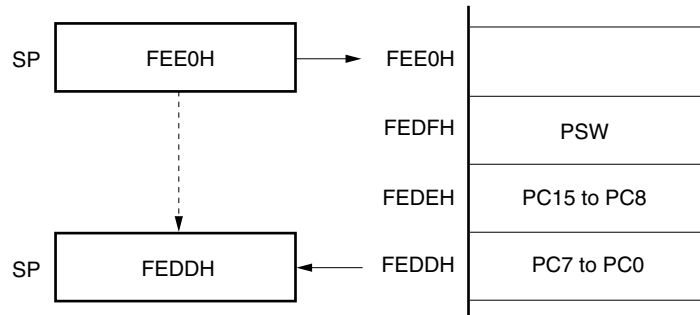 SP FEE0H FEE0H
FEDFH PSW
FEDEH PC15 to PC8
SP FEDDH FEDDH PC7 to PC0